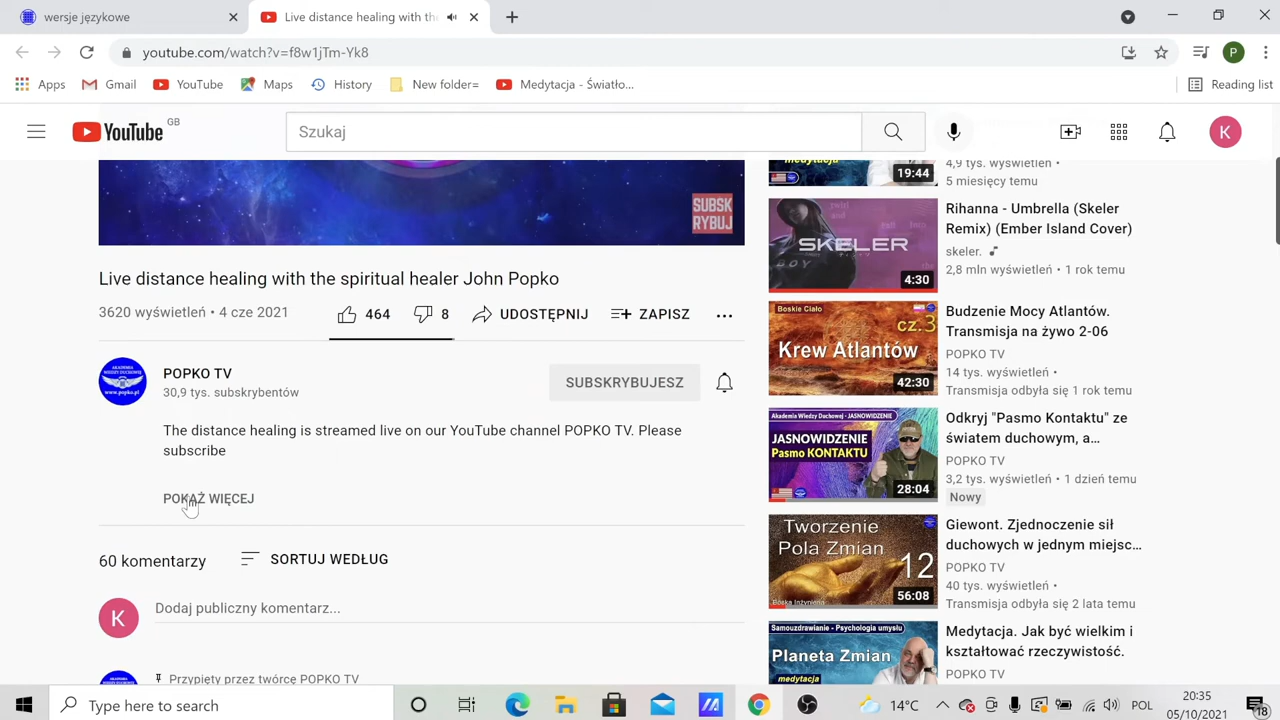 wersje językowe
Live distance healing with the
youtube.com/watch?v=f8w1jTm-Yk8
P
Apps
Gmail
YouTube
Maps
History
New folder=
Medytacja - Światło...
Reading list
YouTube
GB
Szukaj
K
SUBSK
RYBUJ
Live distance healing with the spiritual healer John Popko
3620 wyświetleń • 4 cze 2021
464
8
UDOSTĘPNIJ
ZAPISZ
POPKO TV
30,9 tys. subskrybentów
SUBSKRYBUJESZ
The distance healing is streamed live on our YouTube channel POPKO TV. Please
subscribe
POKAŻ WIĘCEJ
60 komentarzy
SORTUJ WEDŁUG
K
Dodaj publiczny komentarz...
Przypięty przez twórcę POPKO TV
medytacja
19:44
4,9 tys. wyświetleń •
5 miesięcy temu
SKELER
4:30
Rihanna - Umbrella (Skeler
Remix) (Ember Island Cover)
skeler.
2,8 mln wyświetleń • 1 rok temu
Boskie Ciało
cz.3
Krew Atlantów
42:30
Budzenie Mocy Atlantów.
Transmisja na żywo 2-06
POPKO TV
14 tys. wyświetleń •
Transmisja odbyła się 1 rok temu
Akademia Wiedzy Duchowej - JASNOWIDZENIE
JASNOWIDZENIE
Pasmo KONTAKTU
28:04
Odkryj "Pasmo Kontaktu" ze
światem duchowym, a...
POPKO TV
3,2 tys. wyświetleń • 1 dzień temu
Nowy
Tworzenie
Pola Zmian
12
Boska Inżynieria
56:08
Giewont. Zjednoczenie sił
duchowych w jednym miejsc...
POPKO TV
40 tys. wyświetleń •
Transmisja odbyła się 2 lata temu
Samouzdrawianie - Psychologia umysłu
Planeta Zmian
medytacja
Medytacja. Jak być wielkim i
kształtować rzeczywistość.
POPKO TV
Type here to search
14°C
POL
20:35
05/10/2021
18